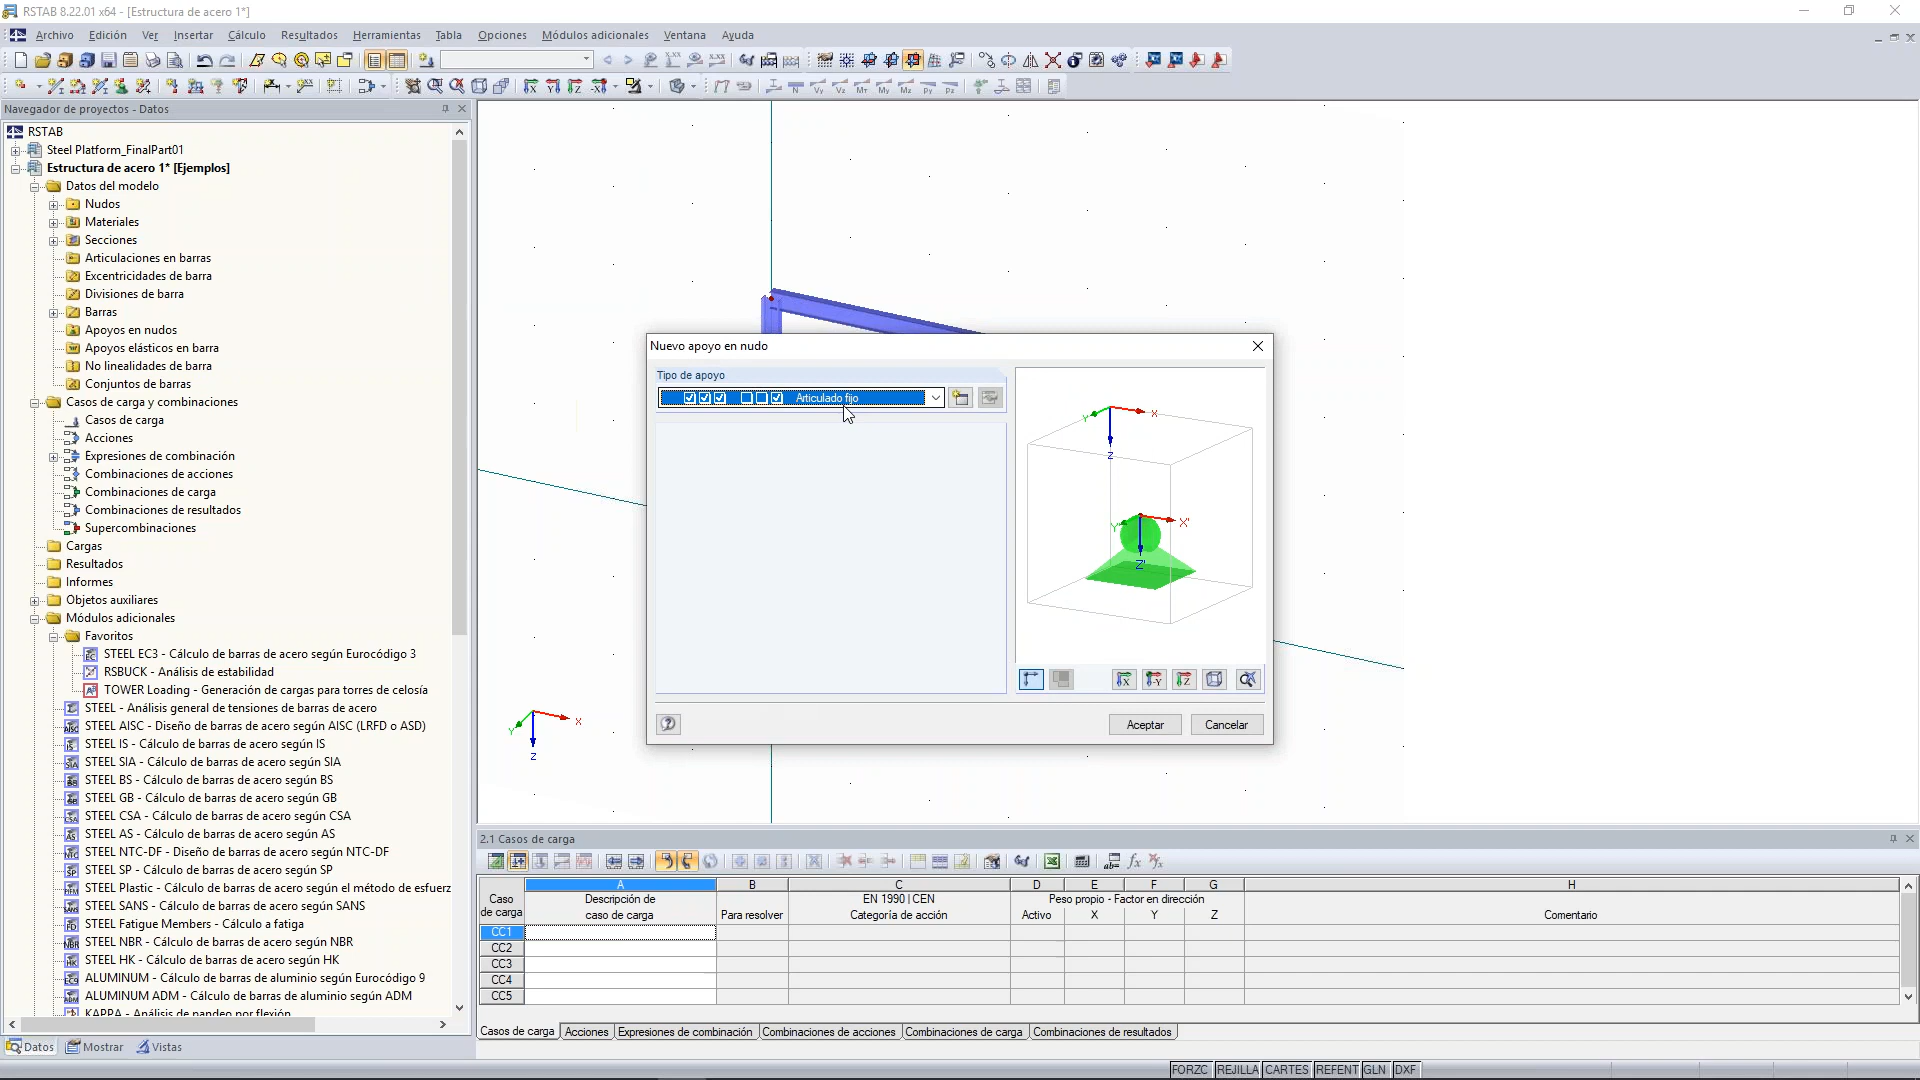 RSTAB 8.22.01 x64 - [Estructura de acero 1*]
Archivo Edición Ver Insertar Cálculo Resultados Herramientas Tabla Opciones Módulos adicionales Ventana Ayuda
Navegador de proyectos - Datos
RSTAB
Steel Platform_FinalPart01
Estructura de acero 1* [Ejemplos]
Datos del modelo
Nudos
Materiales
Secciones
Articulaciones en barras
Excentricidades de barra
Divisiones de barra
Barras
Apoyos en nudos
Apoyos elásticos en barra
No linealidades de barra
Conjuntos de barras
Casos de carga y combinaciones
Casos de carga
Acciones
Expresiones de combinación
Combinaciones de acciones
Combinaciones de carga
Combinaciones de resultados
Supercombinaciones
Cargas
Resultados
Informes
Objetos auxiliares
Módulos adicionales
Favoritos
STEEL EC3 - Cálculo de barras de acero según Eurocódigo 3
RSBUCK - Análisis de estabilidad
TOWER Loading - Generación de cargas para torres de celosía
STEEL - Análisis general de tensiones de barras de acero
STEEL AISC - Diseño de barras de acero según AISC (LRFD o ASD)
STEEL IS - Cálculo de barras de acero según IS
STEEL SIA - Cálculo de barras de acero según SIA
STEEL BS - Cálculo de barras de acero según BS
STEEL GB - Cálculo de barras de acero según GB
STEEL CSA - Cálculo de barras de acero según CSA
STEEL AS - Cálculo de barras de acero según AS
STEEL NTC-DF - Diseño de barras de acero según NTC-DF
STEEL SP - Cálculo de barras de acero según SP
STEEL Plastic - Cálculo de barras de acero según el método de esfuerz
STEEL SANS - Cálculo de barras de acero según SANS
STEEL Fatigue Members - Cálculo a fatiga
STEEL NBR - Cálculo de barras de acero según NBR
STEEL HK - Cálculo de barras de acero según HK
ALUMINUM - Cálculo de barras de aluminio según Eurocódigo 9
ALUMINUM ADM - Cálculo de barras de aluminio según ADM
KAPPA - Análisis de pandeo por flexión
Datos Mostrar Vistas
X
Y
Z
Nuevo apoyo en nudo
Tipo de apoyo
Articulado fijo
X
Y
Z
X'
Y'
Z'
Aceptar Cancelar
2.1 Casos de carga
A B C D E F G H
Caso Descripción de EN 1990 | CEN Peso propio - Factor en dirección
de carga caso de carga Para resolver Categoría de acción Activo X Y Z Comentario
CC1
CC2
CC3
CC4
CC5
Casos de carga Acciones Expresiones de combinación Combinaciones de acciones Combinaciones de carga Combinaciones de resultados
FORZC REJILLA CARTES REFENT GLN DXF